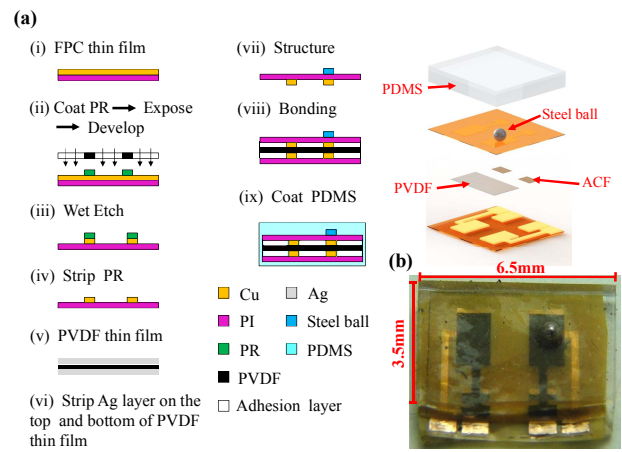 (a)
(i) FPC thin film
(ii) Coat PR → Expose
→ Develop
(iii) Wet Etch
(iv) Strip PR
(v) PVDF thin film
(vi) Strip Ag layer on the
top and bottom of PVDF
thin film
(vii) Structure
(viii) Bonding
(ix) Coat PDMS
Cu
Ag
PI
Steel ball
PR
PDMS
PVDF
Adhesion layer
PDMS
Steel ball
PVDF
ACF
(b)
6.5mm
3.5mm